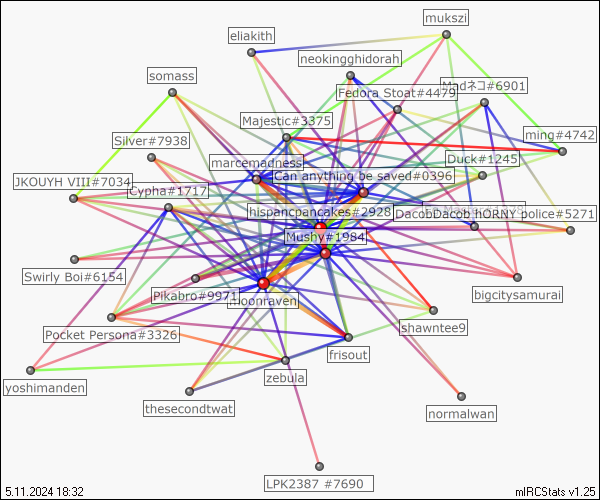 mukszi
eliakith
neokingghidorah
somass
Madネコ#6901
Fedora Stoat#4479
Majestic#3375
ming#4742
Silver#7938
Duck#1245
marcemadness
Can anything be saved#0396
JKOUYH VIII#7034
Cypha#1717
hispancpancakes#2928
DacobDacob
hORNY police#5271
Mushy#1984
Swirly Boi#6154
bigcitysamurai
Pikabro#9971
moonraven
shawntee9
Pocket Persona#3326
frisout
zebula
yoshimanden
thesecondtwat
normalwan
LPK2387 #7690
5.11.2024 18:32
mIRCStats v1.25